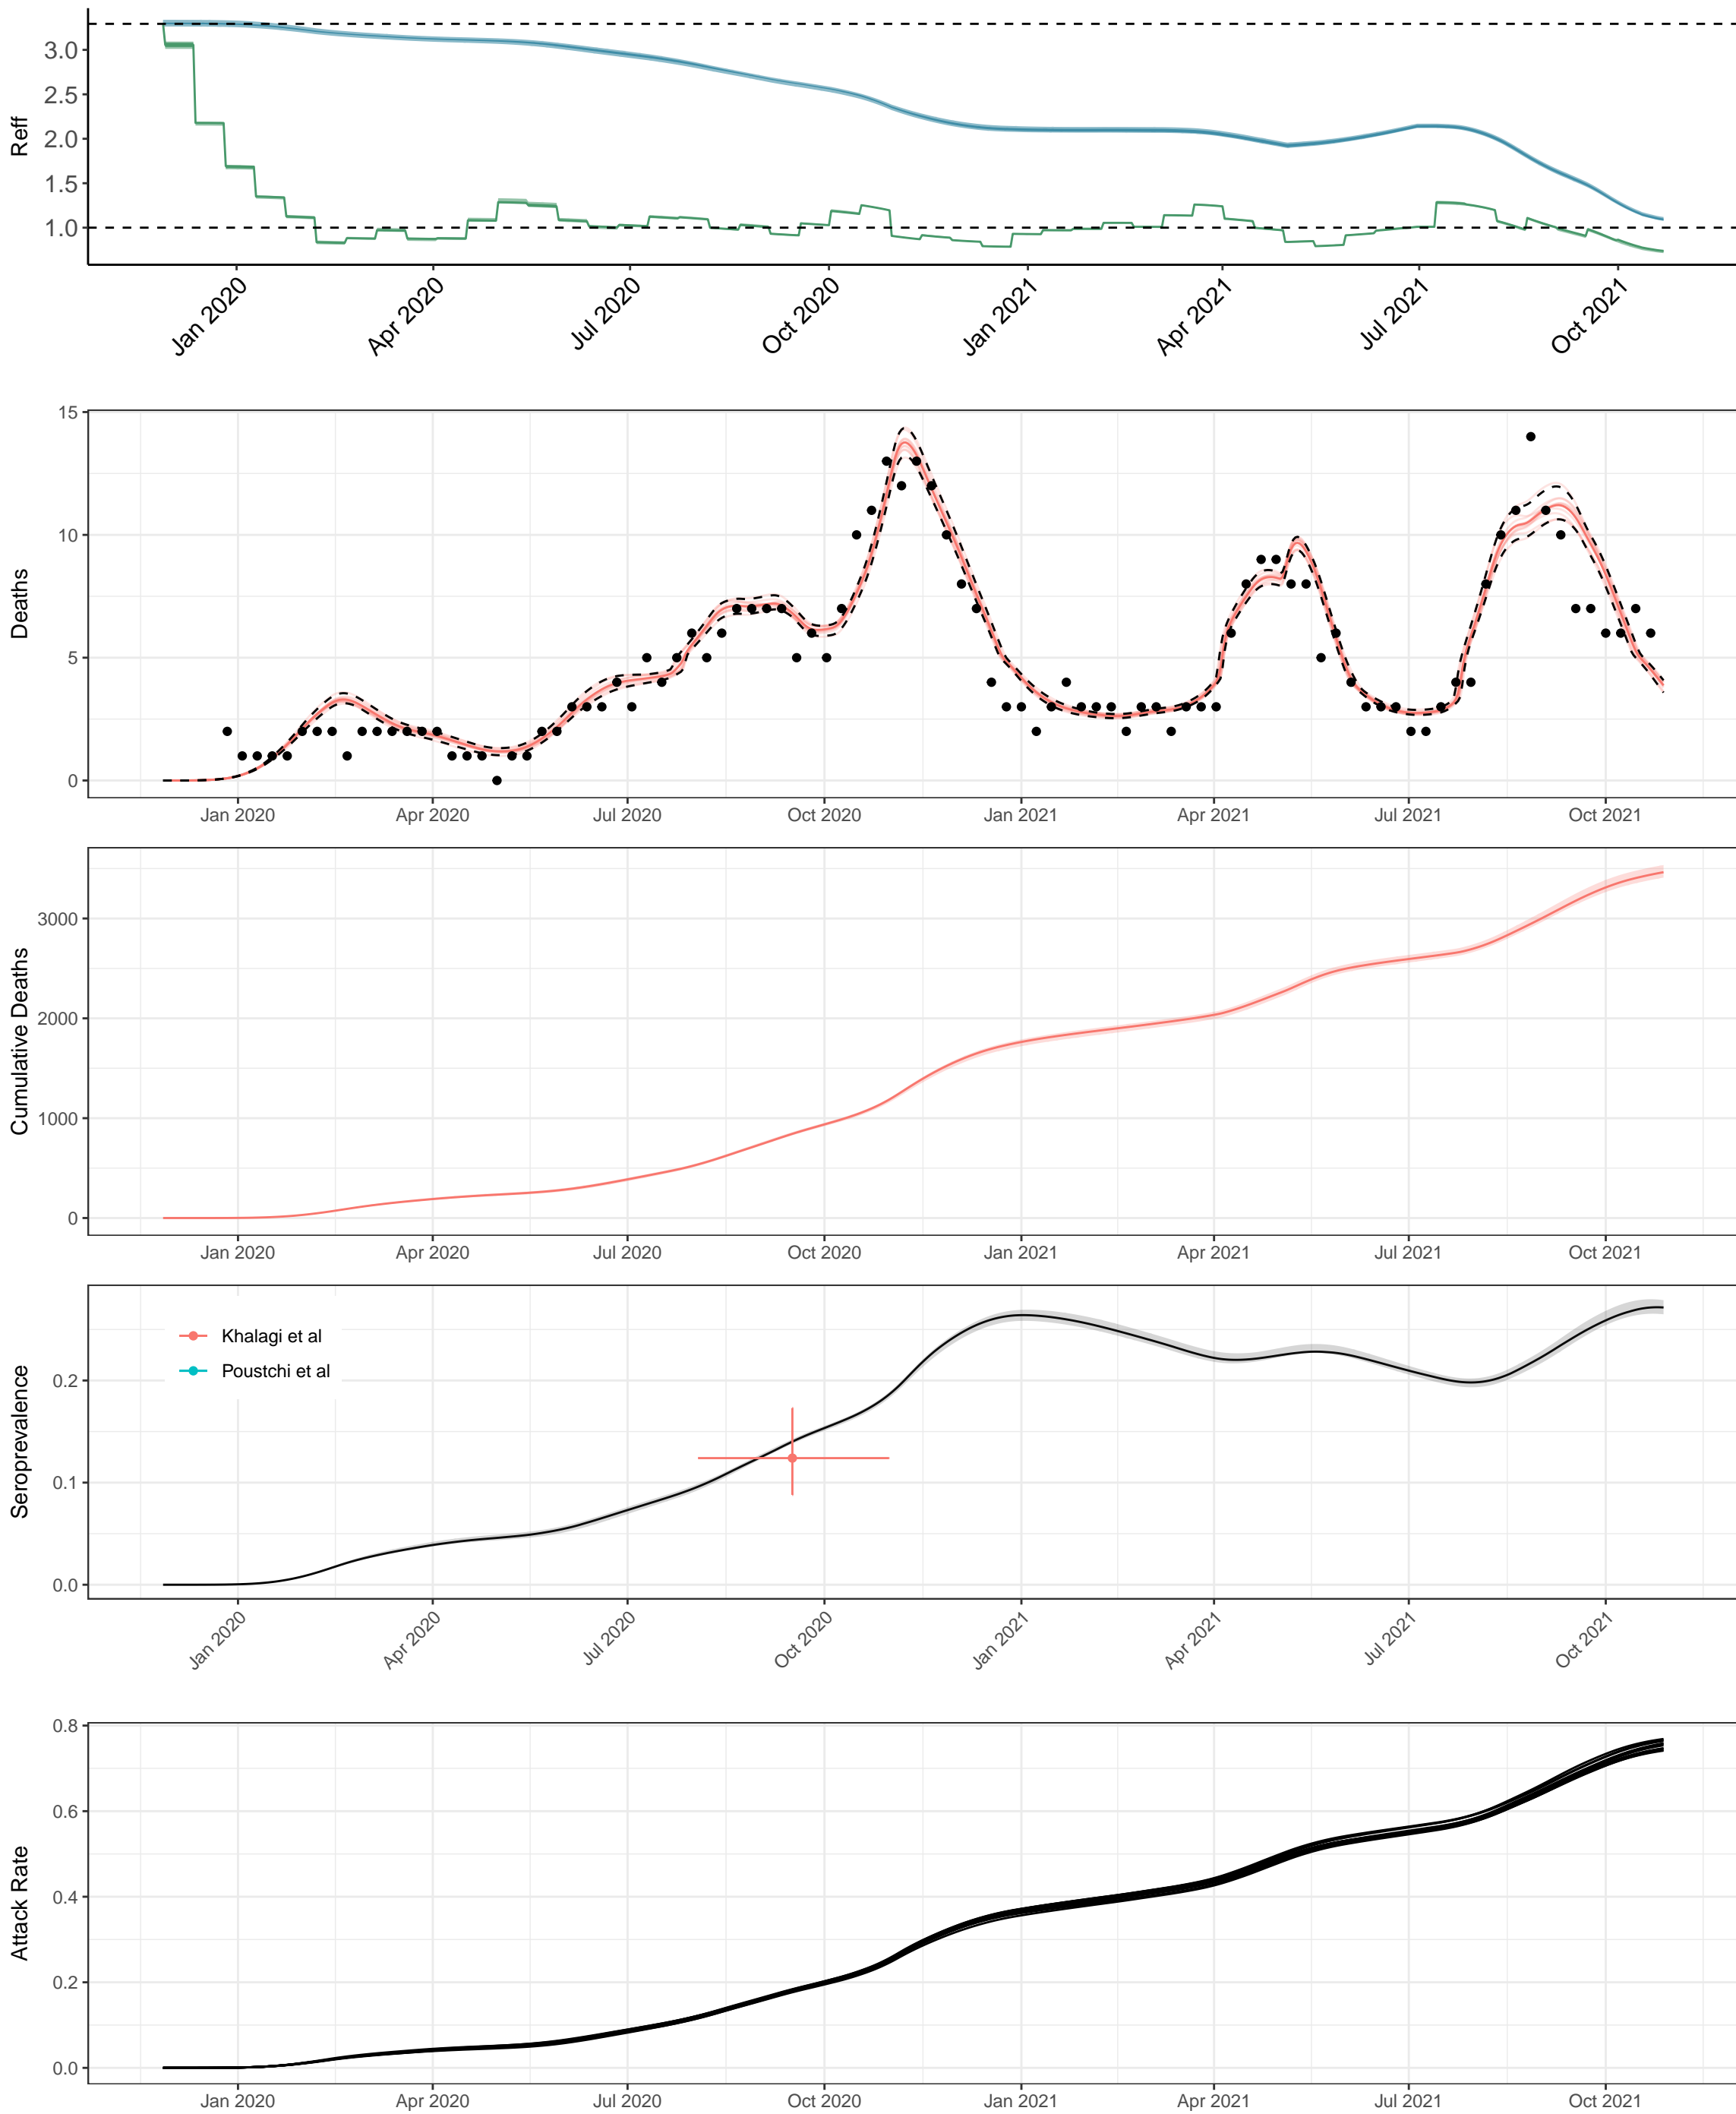 Reff
3.0
2.5
2.0
1.5
1.0
Jan 2020
Apr 2020
Jul 2020
Oct 2020
Jan 2021
Apr 2021
Jul 2021
Oct 2021
Deaths
15
10
5
0
Jan 2020
Apr 2020
Jul 2020
Oct 2020
Jan 2021
Apr 2021
Jul 2021
Oct 2021
Cumulative Deaths
3000
2000
1000
0
Jan 2020
Apr 2020
Jul 2020
Oct 2020
Jan 2021
Apr 2021
Jul 2021
Oct 2021
Seroprevalence
Khalagi et al
Poustchi et al
0.2
0.1
0.0
Jan 2020
Apr 2020
Jul 2020
Oct 2020
Jan 2021
Apr 2021
Jul 2021
Oct 2021
Attack Rate
0.8
0.6
0.4
0.2
0.0
Jan 2020
Apr 2020
Jul 2020
Oct 2020
Jan 2021
Apr 2021
Jul 2021
Oct 2021